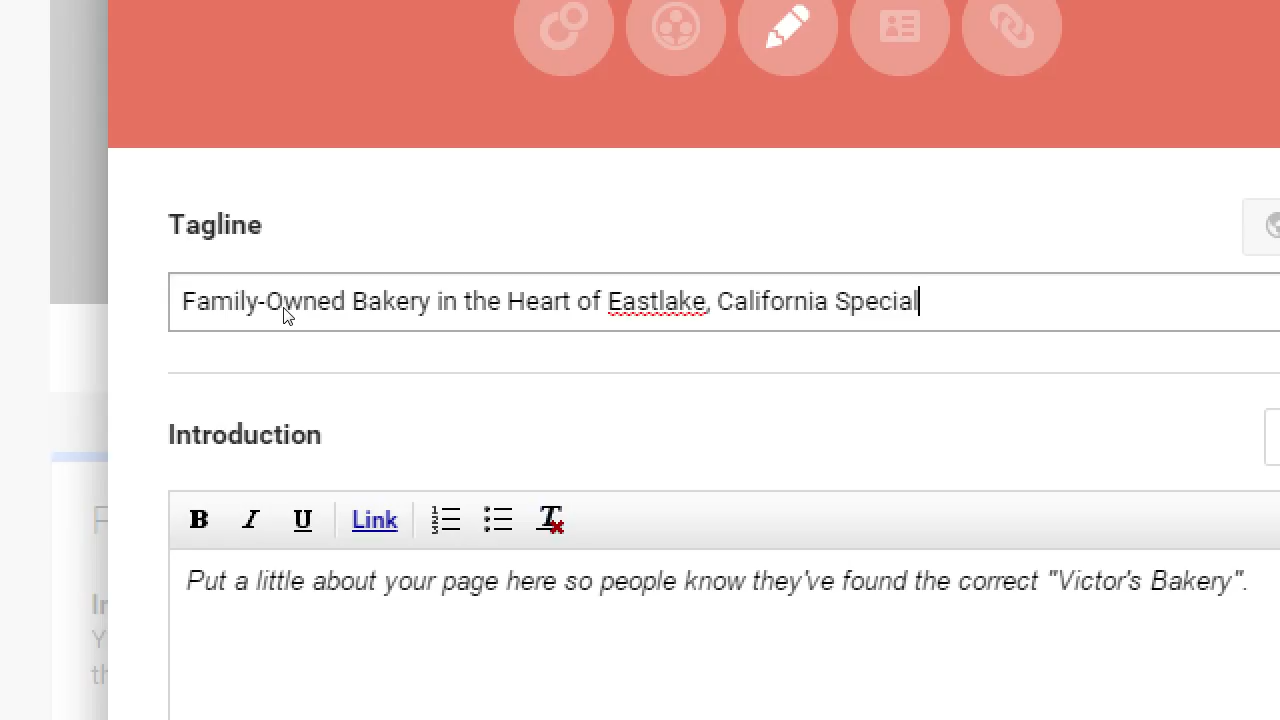 Tagline
Family-Owned Bakery in the Heart of Eastlake, California Special
Introduction
B I U Link
Put a little about your page here so people know they've found the correct "Victor's Bakery".